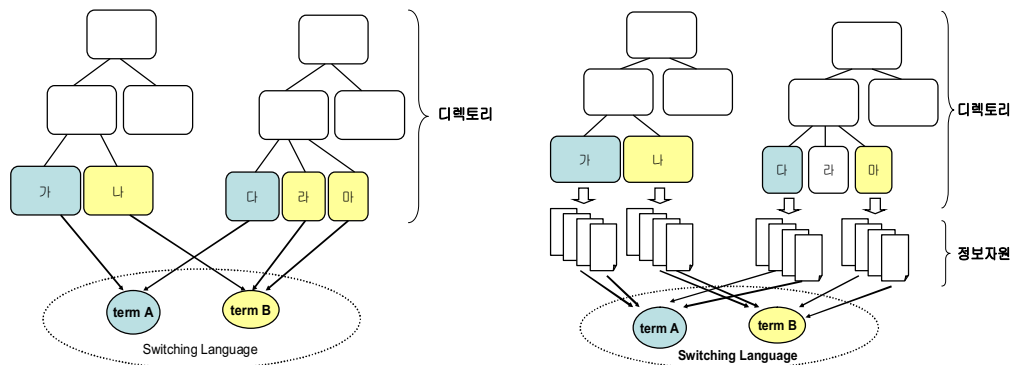 디렉토리
가
나
다
라
마
term A
term B
Switching Language
디렉토리
가
나
다
라
마
정보자원
term A
term B
Switching Language